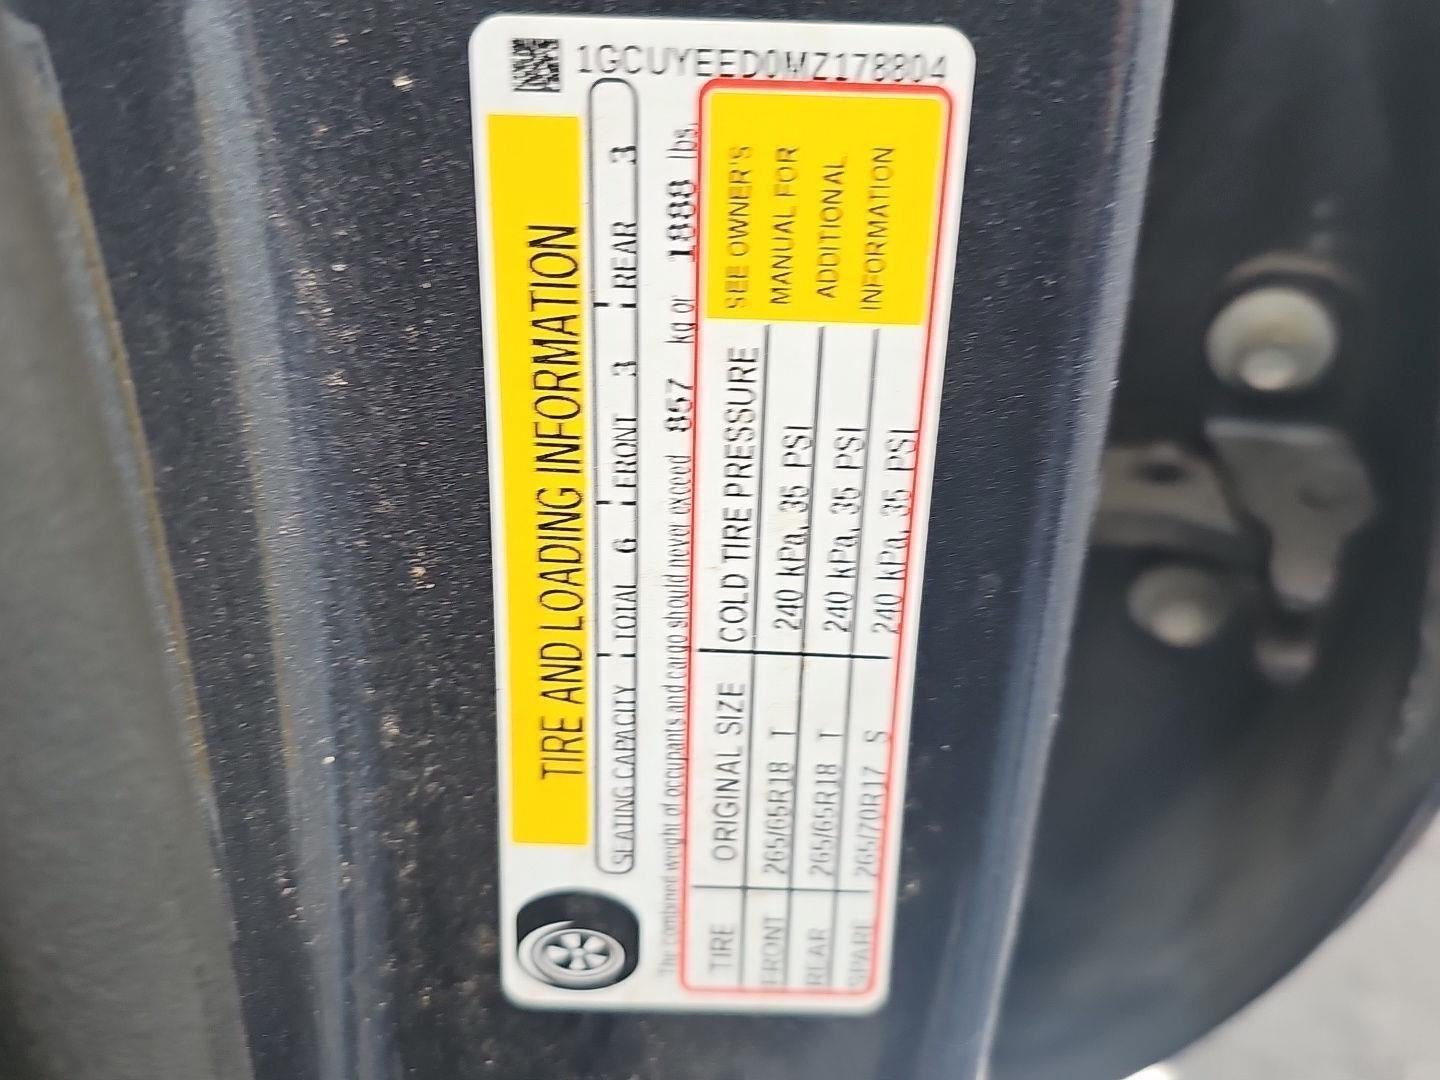 1GCUYEED0MZ178804
TIRE AND LOADING INFORMATION
SEATING CAPACITY TOTAL 6 FRONT 3 REAR 3
The combined weight of occupants and cargo should never exceed 857 kg or 1888 lbs.
TIRE ORIGINAL SIZE COLD TIRE PRESSURE
FRONT 265/65R18 T 240 kPa, 35 PSI
REAR 265/65R18 T 240 kPa, 35 PSI
SPARE 265/70R17 S 240 kPa, 35 PSI
SEE OWNER'S
MANUAL FOR
ADDITIONAL
INFORMATION